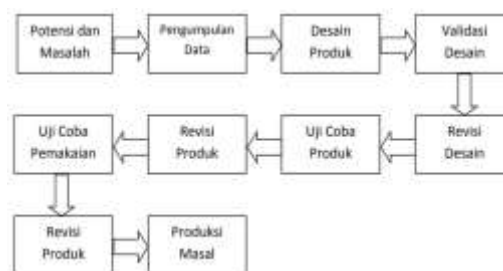 Potensi dan
Masalah
Pengumpulan
Data
Desain
Produk
Validasi
Desain
Revisi
Desain
Uji Coba
Produk
Revisi
Produk
Uji Coba
Pemakaian
Revisi
Produk
Produksi
Masal